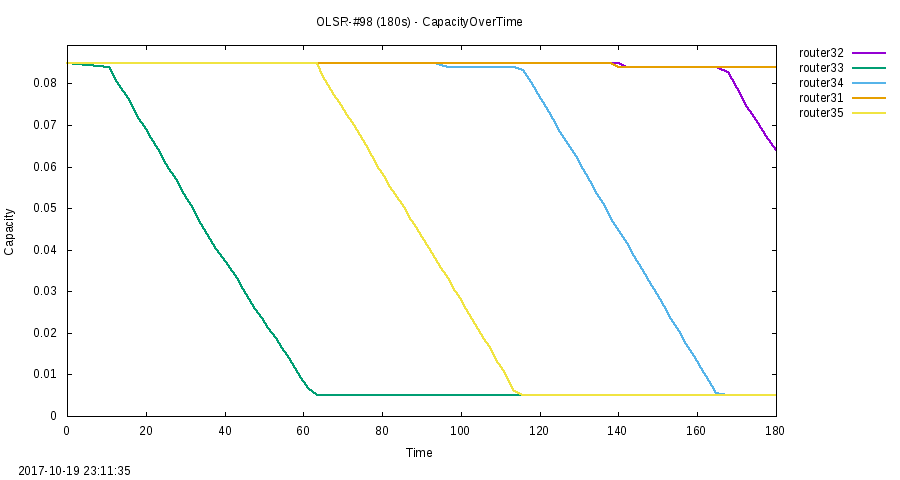 OLSR-#98 (180s) - CapacityOverTime
router32
router33
router34
router31
router35
0.08
0.07
0.06
0.05
0.04
0.03
0.02
0.01
0
Capacity
0 20 40 60 80 100 120 140 160 180
Time
2017-10-19 23:11:35